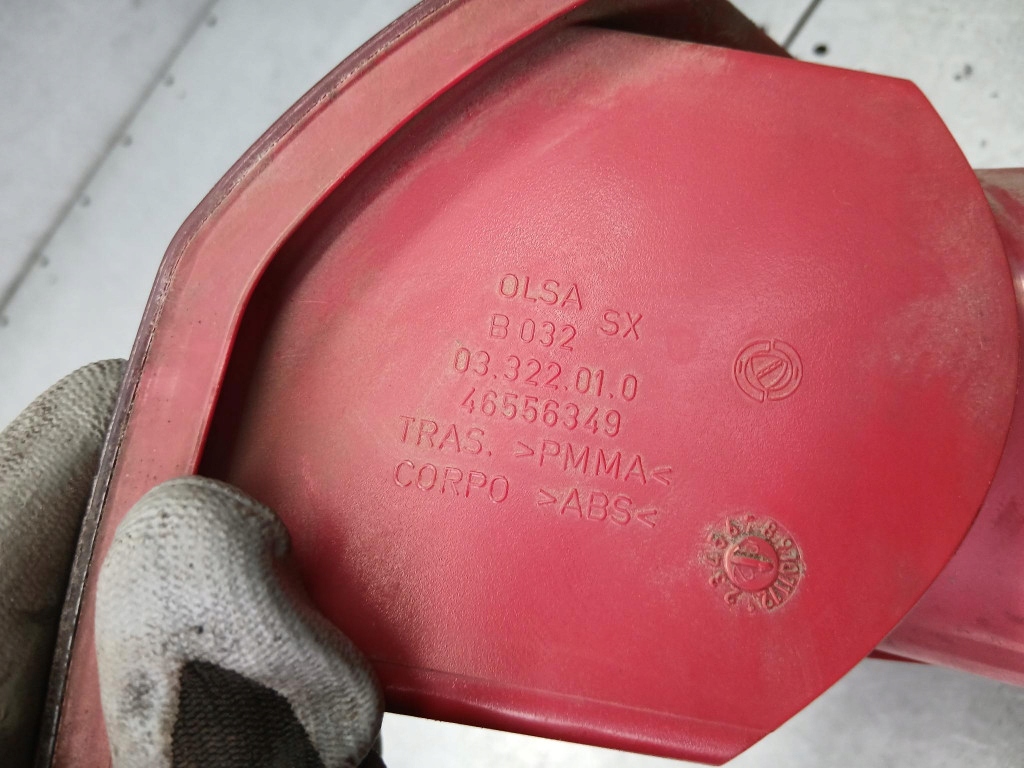 OLSA SX
B 032
03.322.01.0
46556349
TRAS. >PMMA<
CORPO >ABS<